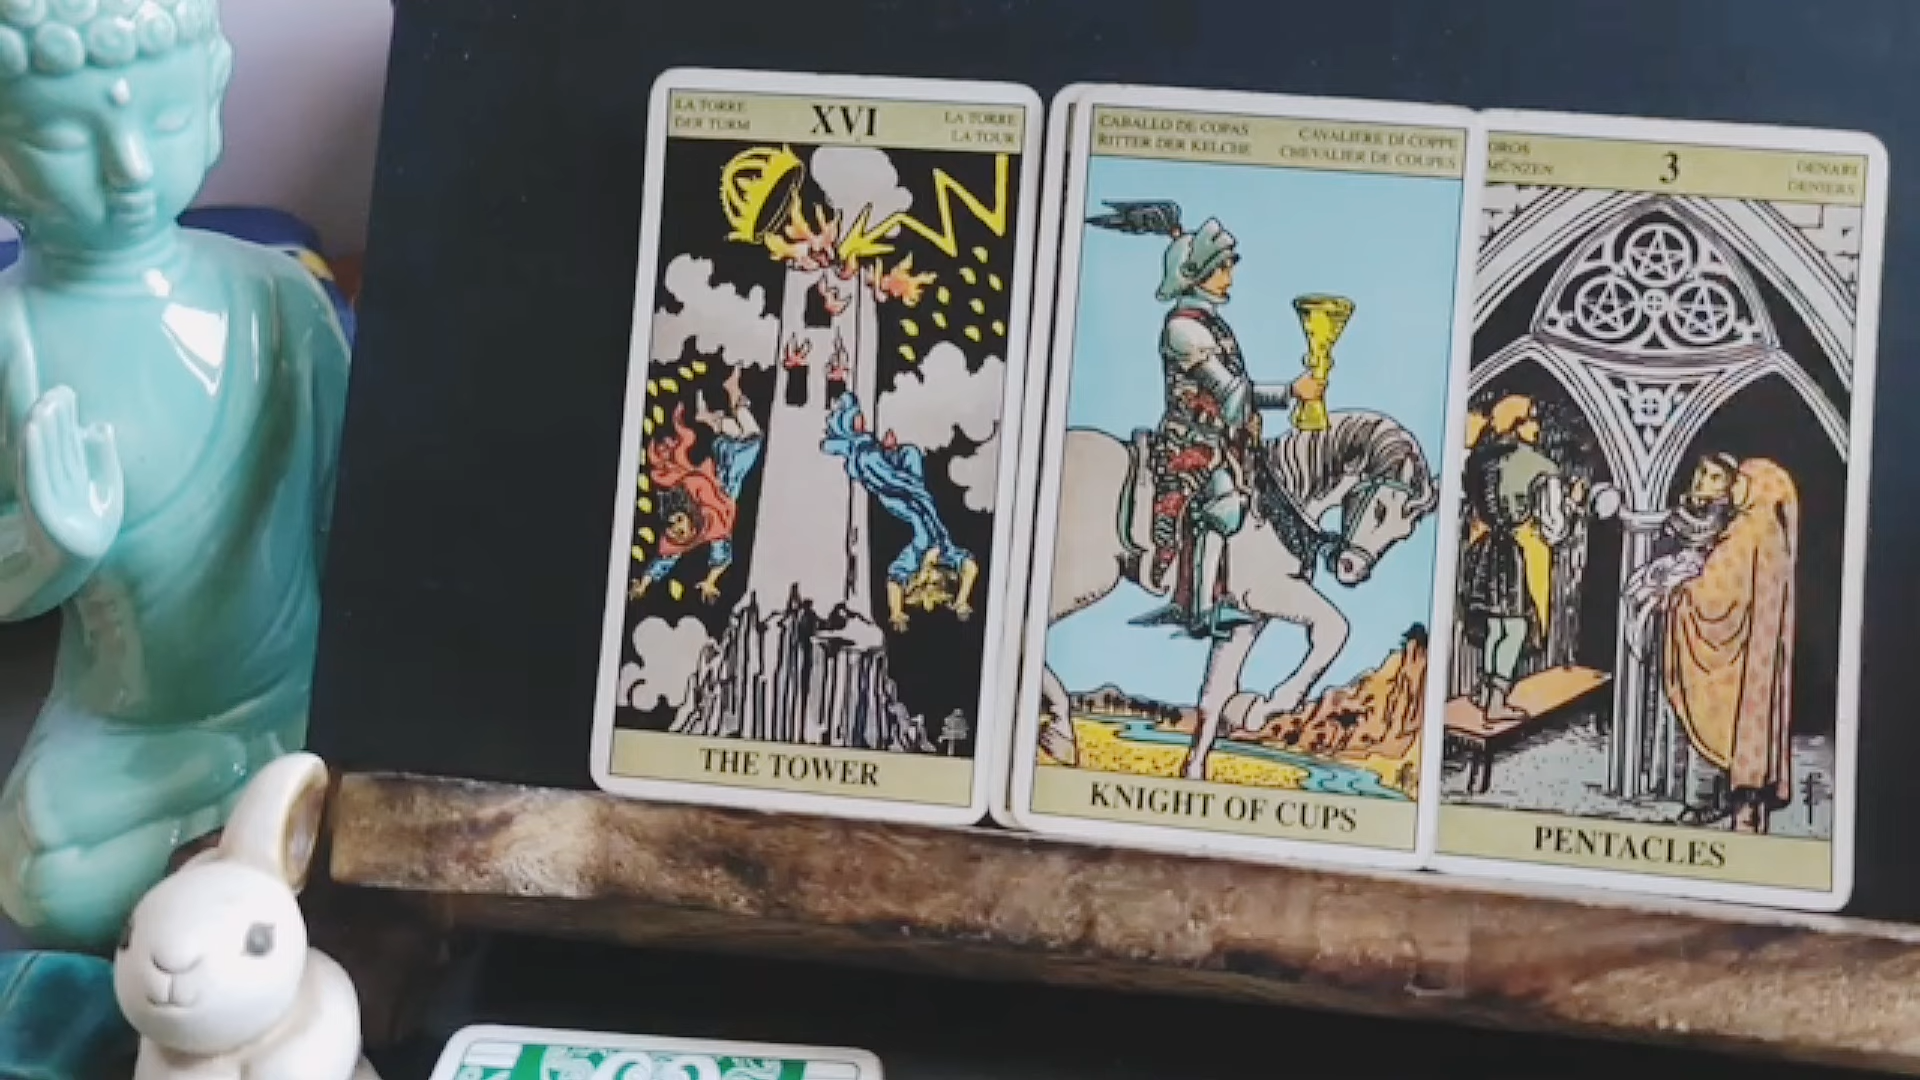 LA TORRE
DER TURM
XVI
LA TORRE
LA TOUR
THE TOWER
CABALLO DE COPAS
RITTER DER KELCHE
CAVALIERE DI COPPE
CHEVALIER DE COUPES
KNIGHT OF CUPS
OROS
MÜNZEN
3
DENARI
DENIERS
PENTACLES